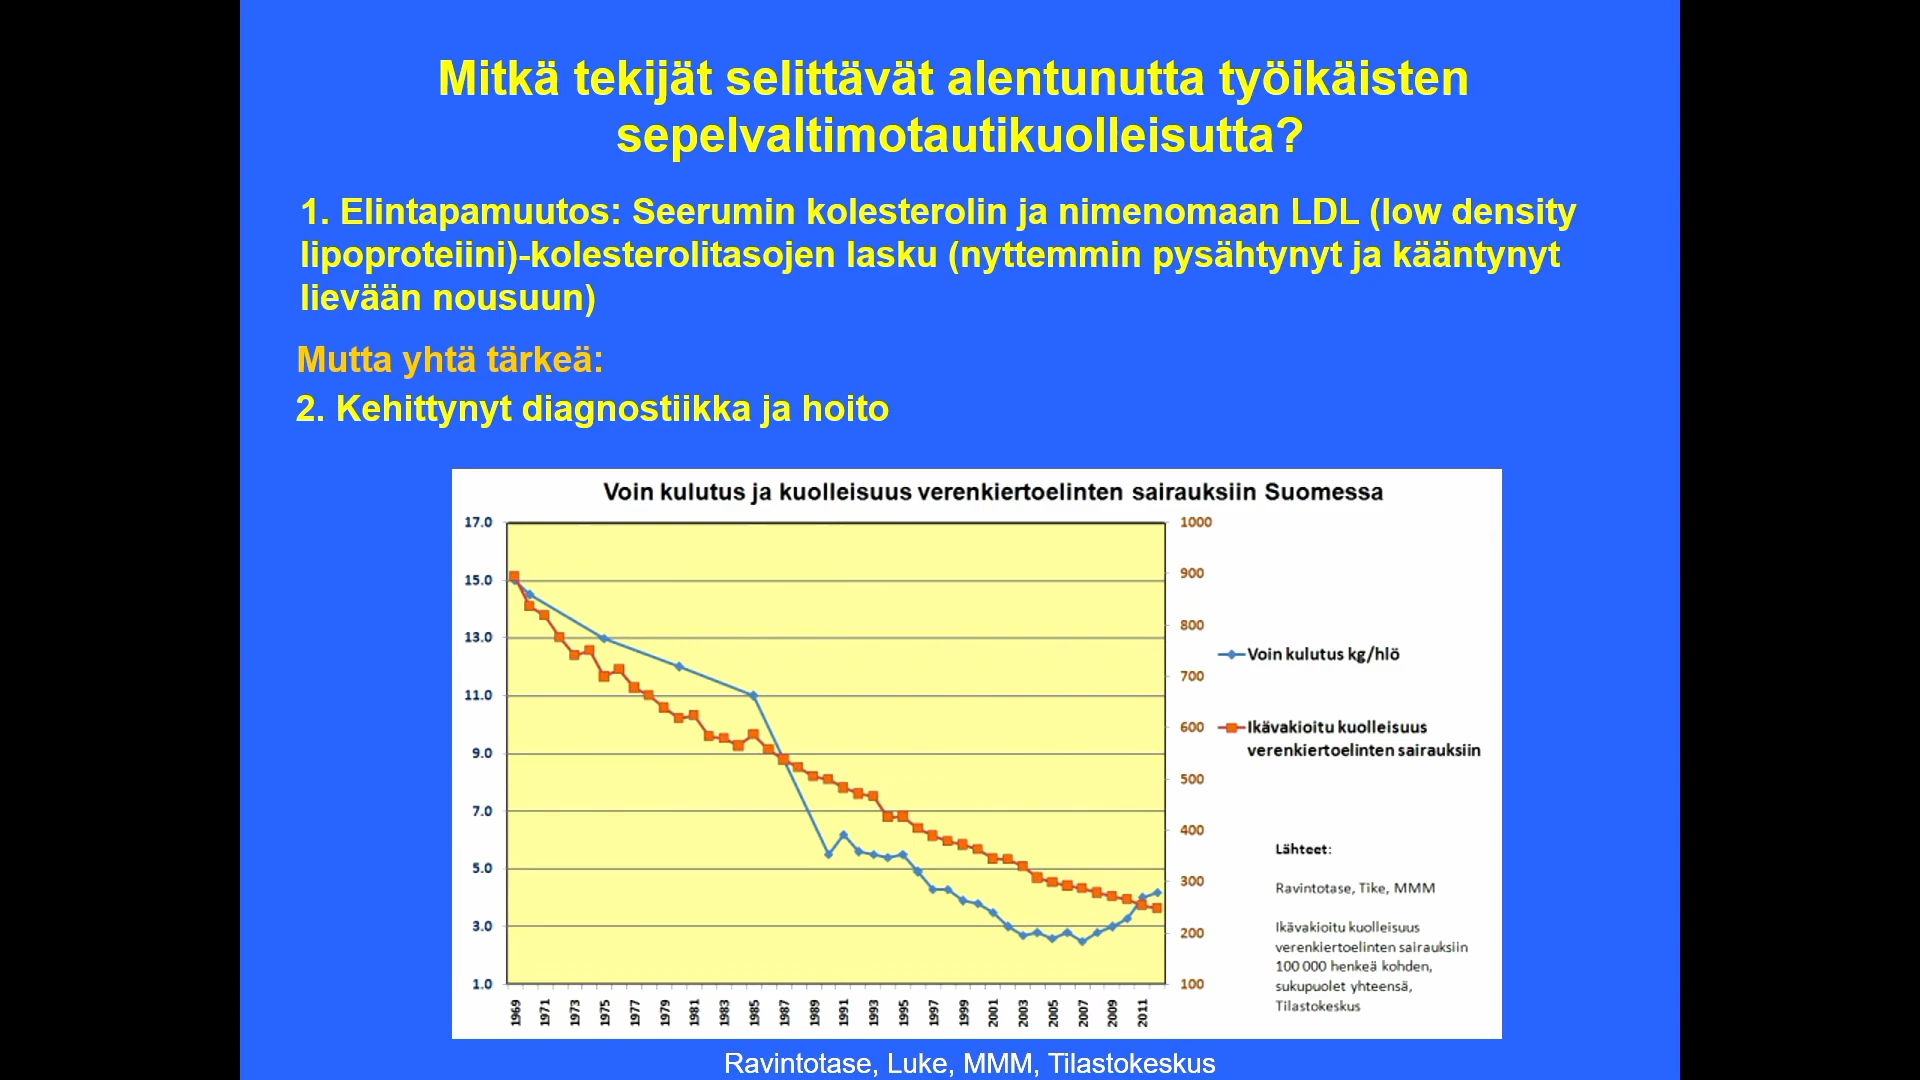 Mitkä tekijät selittävät alentunutta työikäisten
sepelvaltimotautikuolleisutta?
1. Elintapamuutos: Seerumin kolesterolin ja nimenomaan LDL (low density
lipoproteiini)-kolesterolitasojen lasku (nyttemmin pysähtynyt ja kääntynyt
lievään nousuun)
Mutta yhtä tärkeä:
2. Kehittynyt diagnostiikka ja hoito
Voin kulutus ja kuolleisuus verenkiertoelinten sairauksiin Suomessa
17.0
15.0
13.0
11.0
9.0
7.0
5.0
3.0
1.0
1000
900
800
700
600
500
400
300
200
100
1969
1971
1973
1975
1977
1979
1981
1983
1985
1987
1989
1991
1993
1995
1997
1999
2001
2003
2005
2007
2009
2011
Voin kulutus kg/hlö
Ikävakioitu kuolleisuus
verenkiertoelinten sairauksiin
Lähteet:
Ravintotase, Tike, MMM
Ikävakioitu kuolleisuus
verenkiertoelinten sairauksiin
100 000 henkeä kohden,
sukupuolet yhteensä,
Tilastokeskus
Ravintotase, Luke, MMM, Tilastokeskus